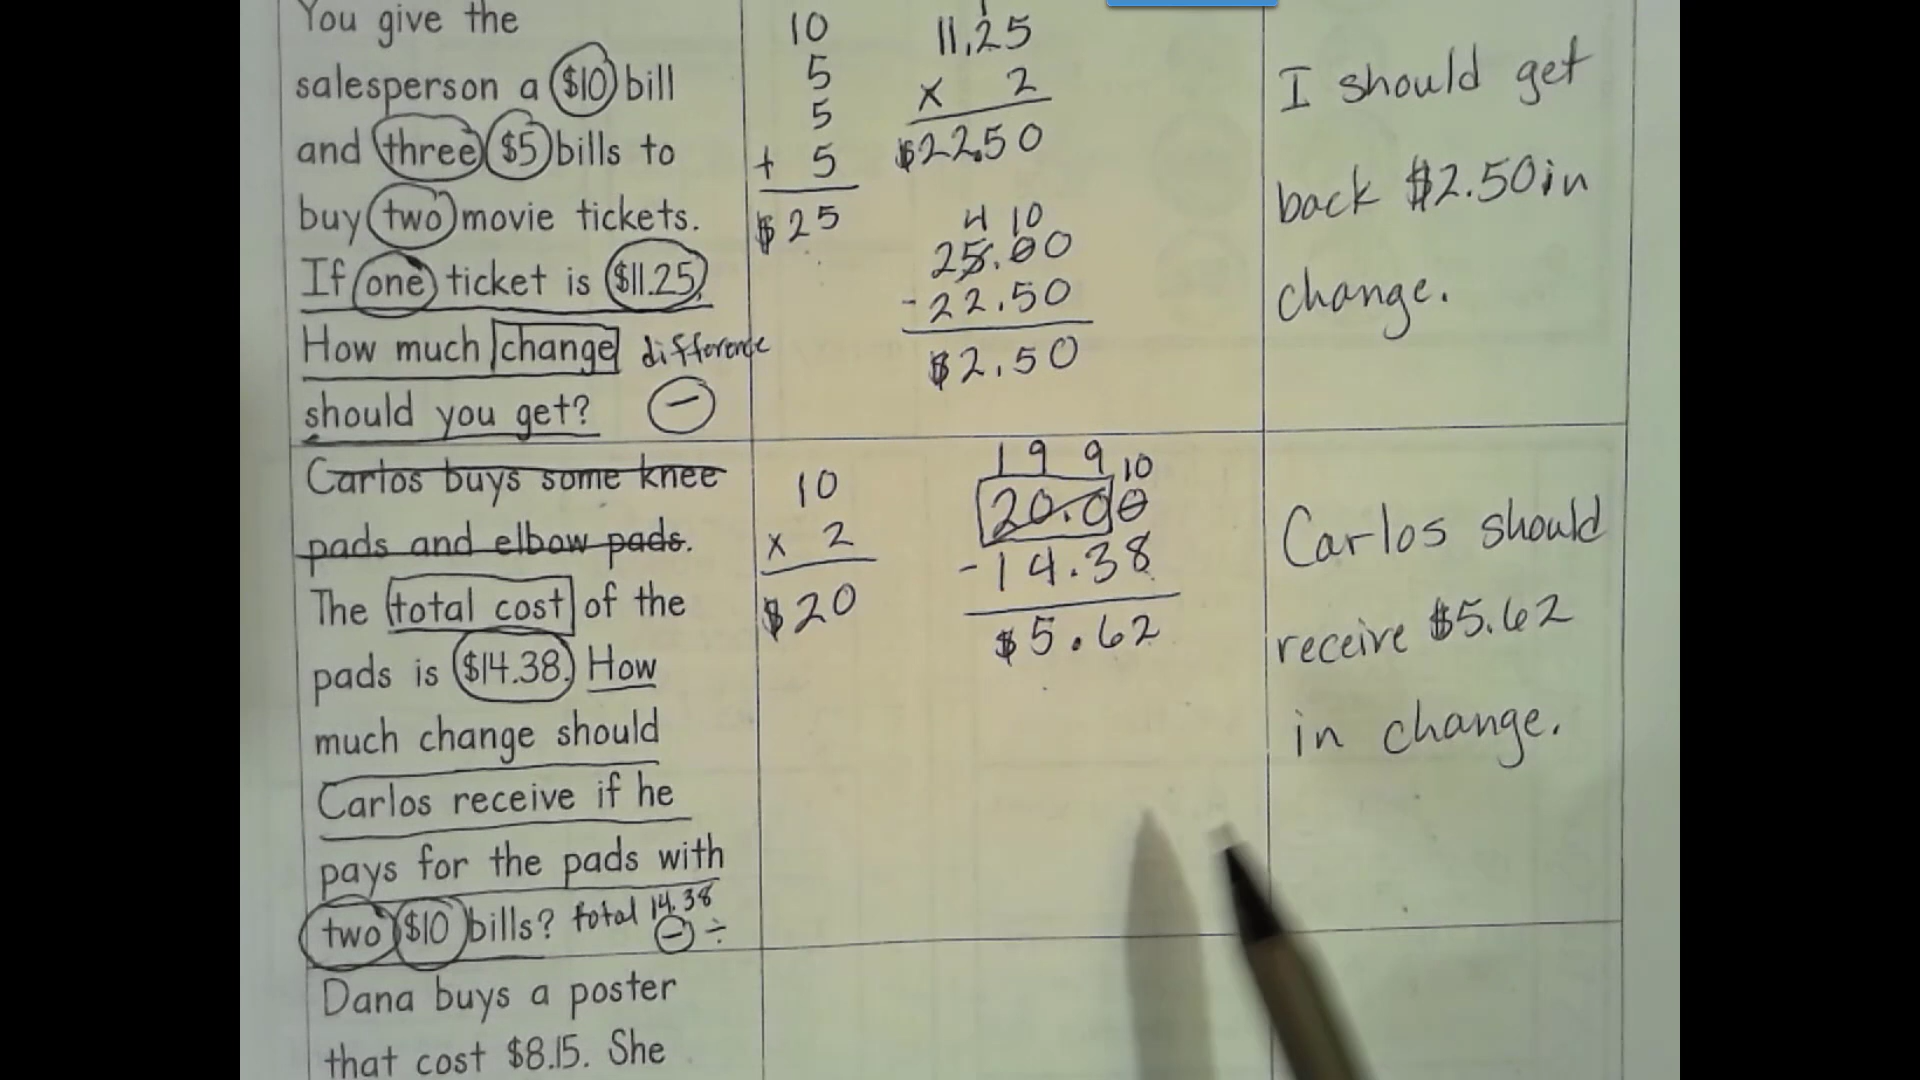 You give the
salesperson a $10 bill
and three $5 bills to
buy two movie tickets.
If one ticket is $11.25,
How much change difference
should you get? −
10
5
5
+ 5
$25
1
11.25
x 2
$22.50
4 10
25.00
-22.50
$2.50
I should get
back $2.50 in
change.
Carlos buys some knee
pads and elbow pads.
The total cost of the
pads is $14.38. How
much change should
Carlos receive if he
pays for the pads with
two $10 bills? total 14.38
− ÷
10
x 2
$20
19 9 10
20.00
-14.38
$5.62
Carlos should
receive $5.62
in change.
Dana buys a poster
that cost $8.15. She